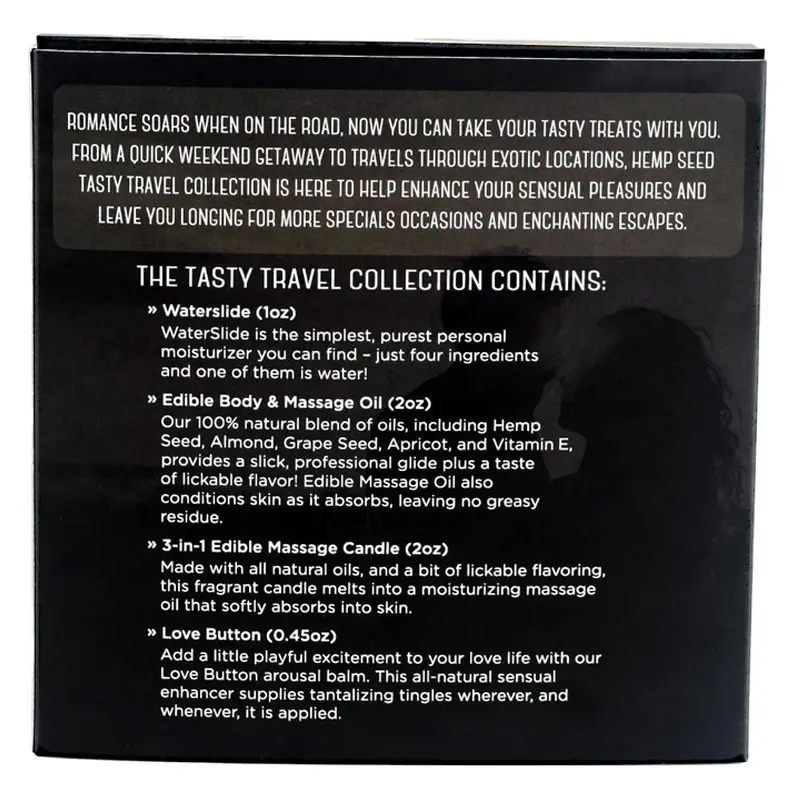 ROMANCE SOARS WHEN ON THE ROAD, NOW YOU CAN TAKE YOUR TASTY TREATS WITH YOU.
FROM A QUICK WEEKEND GETAWAY TO TRAVELS THROUGH EXOTIC LOCATIONS, HEMP SEED
TASTY TRAVEL COLLECTION IS HERE TO HELP ENHANCE YOUR SENSUAL PLEASURES AND
LEAVE YOU LONGING FOR MORE SPECIALS OCCASIONS AND ENCHANTING ESCAPES.
THE TASTY TRAVEL COLLECTION CONTAINS:
» Waterslide (1oz)
WaterSlide is the simplest, purest personal
moisturizer you can find – just four ingredients
and one of them is water!
» Edible Body & Massage Oil (2oz)
Our 100% natural blend of oils, including Hemp
Seed, Almond, Grape Seed, Apricot, and Vitamin E,
provides a slick, professional glide plus a taste
of lickable flavor! Edible Massage Oil also
conditions skin as it absorbs, leaving no greasy
residue.
» 3-in-1 Edible Massage Candle (2oz)
Made with all natural oils, and a bit of lickable flavoring,
this fragrant candle melts into a moisturizing massage
oil that softly absorbs into skin.
» Love Button (0.45oz)
Add a little playful excitement to your love life with our
Love Button arousal balm. This all-natural sensual
enhancer supplies tantalizing tingles wherever, and
whenever, it is applied.